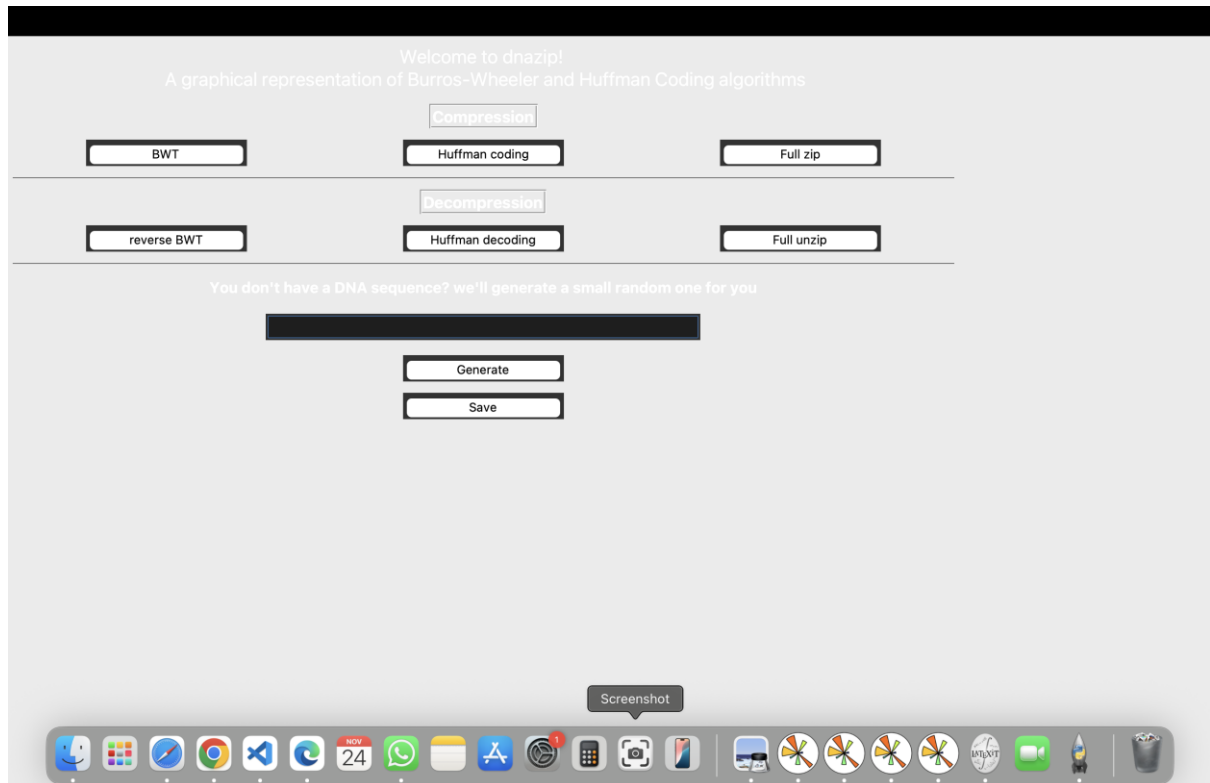 Welcome to dnazip!
A graphical representation of Burros-Wheeler and Huffman Coding algorithms
Compression
BWT Huffman coding Full zip
Decompression
reverse BWT Huffman decoding Full unzip
You don't have a DNA sequence? we'll generate a small random one for you
Generate
Save
Screenshot
NOV
24
1
LATEXiT